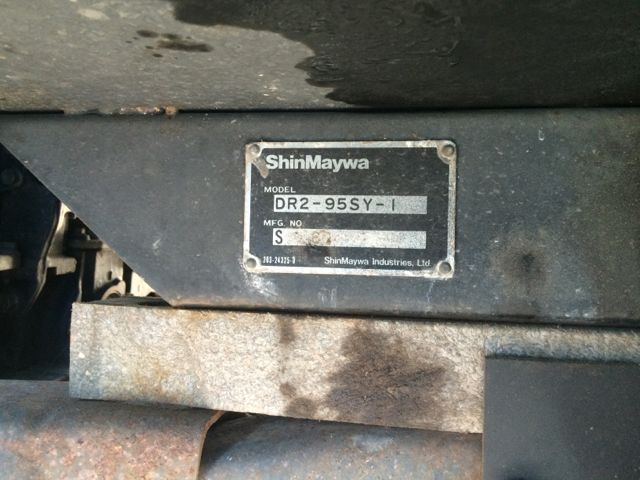 ShinMaywa
MODEL
DR2-95SY-1
MFG. NO
S
ShinMaywa Industries, Ltd